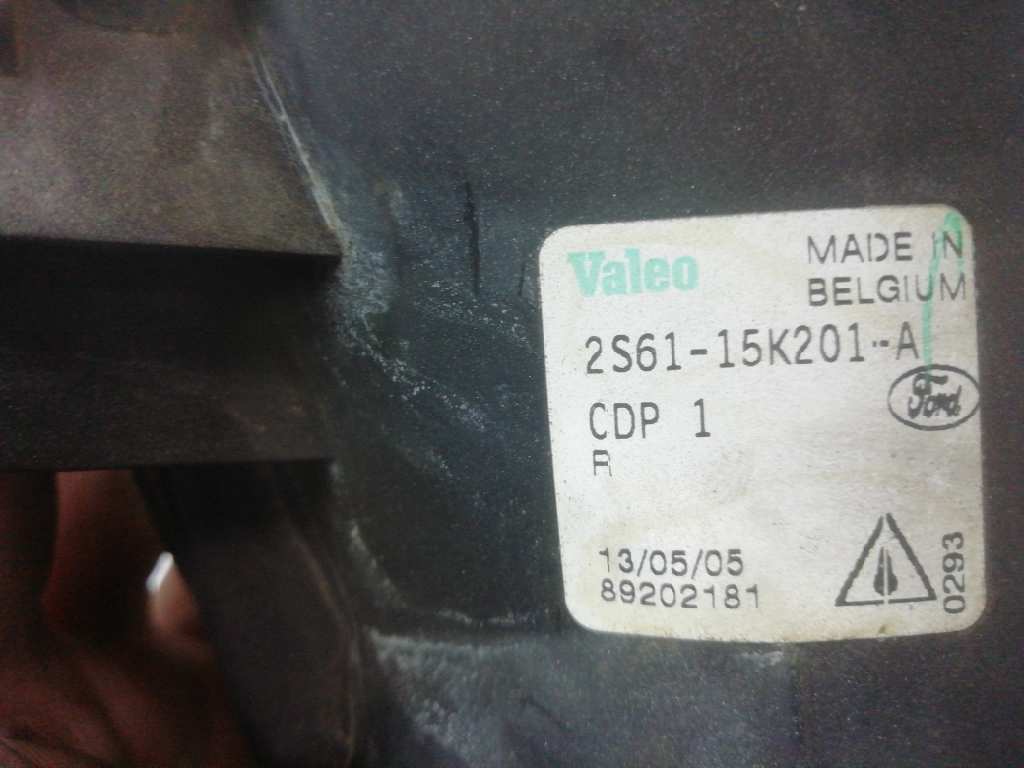 Valeo
MADE IN
BELGIUM
2S61-15K201-A
Ford
CDP 1
R
13/05/05
89202181
0293